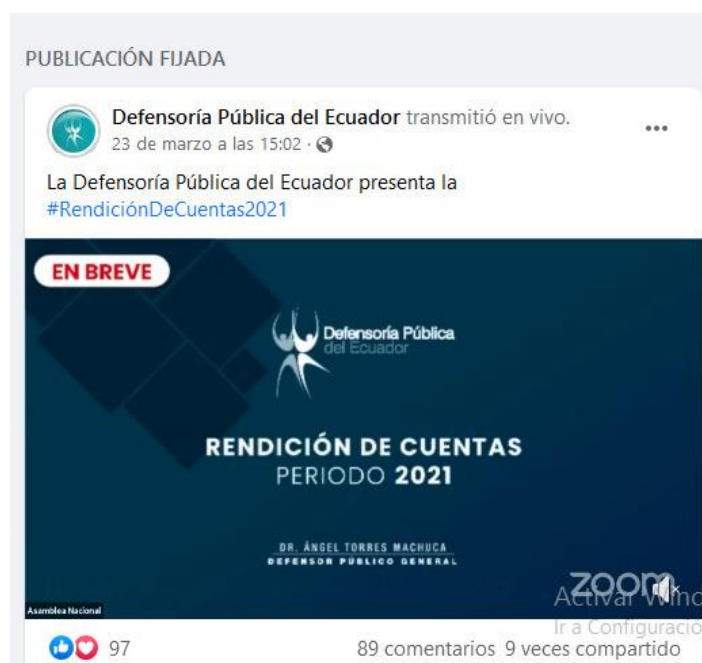 PUBLICACIÓN FIJADA
Defensoría Pública del Ecuador transmitió en vivo.
23 de marzo a las 15:02 ·
La Defensoría Pública del Ecuador presenta la
#RendiciónDeCuentas2021
EN BREVE
Defensoría Pública
del Ecuador
RENDICIÓN DE CUENTAS
PERIODO 2021
DR. ÁNGEL TORRES MACHUCA
DEFENSOR PÚBLICO GENERAL
zoom
Activar Wind
Asamblea Nacional
Ir a Configuració
97
89 comentarios 9 veces compartido